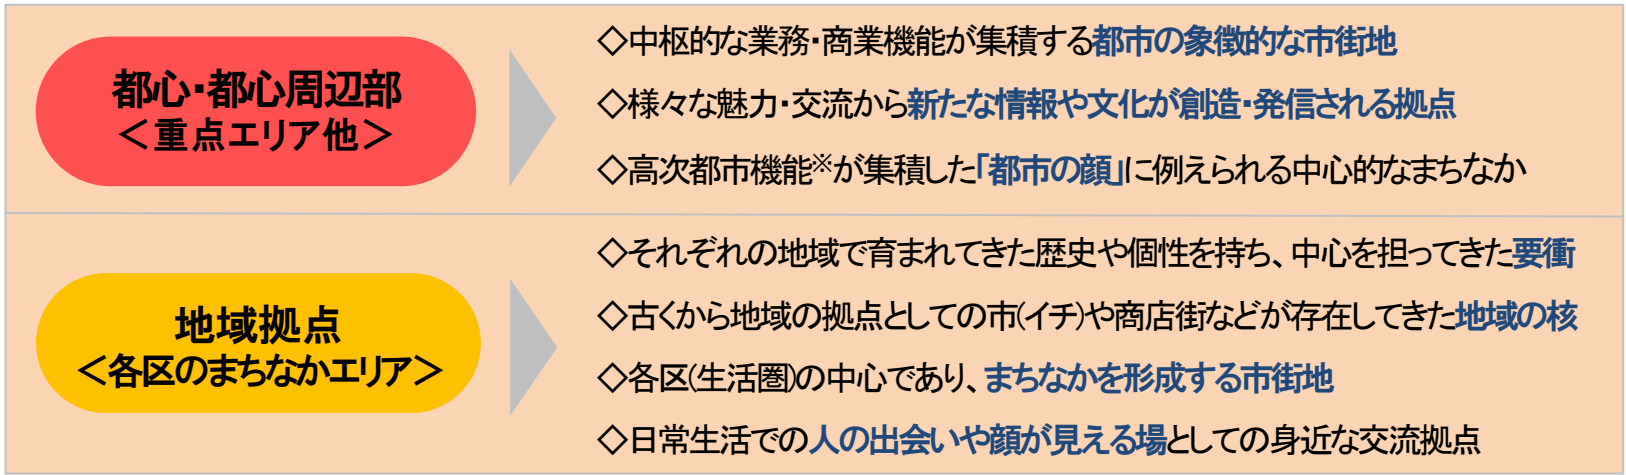 都心・都心周辺部
＜重点エリア他＞
◇中枢的な業務・商業機能が集積する都市の象徴的な市街地
◇様々な魅力・交流から新たな情報や文化が創造・発信される拠点
◇高次都市機能※が集積した「都市の顔」に例えられる中心的なまちなか
地域拠点
＜各区のまちなかエリア＞
◇それぞれの地域で育まれてきた歴史や個性を持ち、中心を担ってきた要衝
◇古くから地域の拠点としての市(イチ)や商店街などが存在してきた地域の核
◇各区(生活圏)の中心であり、まちなかを形成する市街地
◇日常生活での人の出会いや顔が見える場としての身近な交流拠点